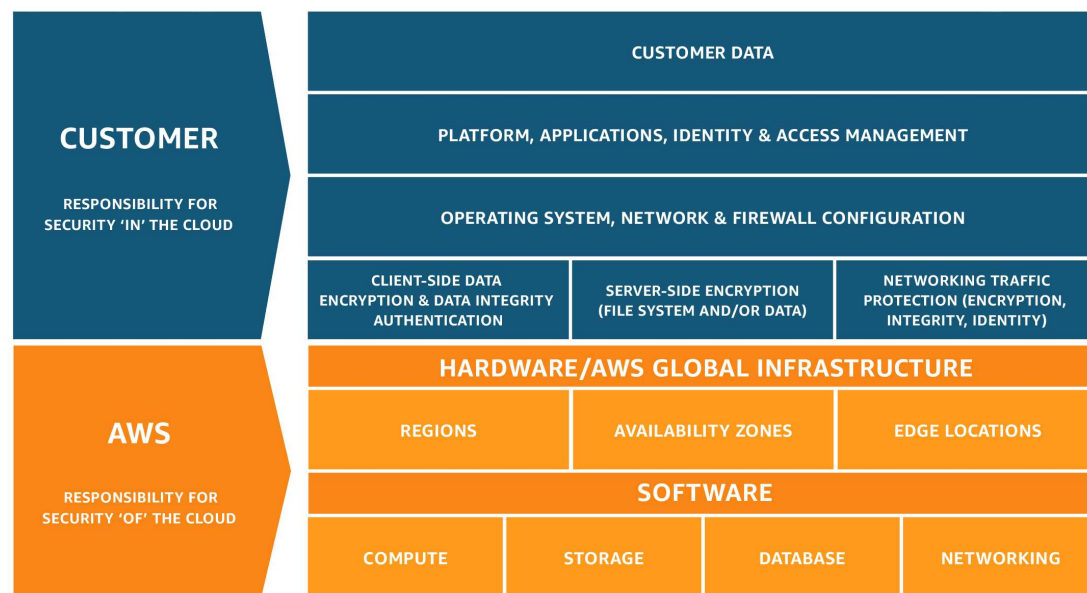 CUSTOMER
RESPONSIBILITY FOR
SECURITY ‘IN’ THE CLOUD
CUSTOMER DATA
PLATFORM, APPLICATIONS, IDENTITY & ACCESS MANAGEMENT
OPERATING SYSTEM, NETWORK & FIREWALL CONFIGURATION
CLIENT-SIDE DATA
ENCRYPTION & DATA INTEGRITY
AUTHENTICATION
SERVER-SIDE ENCRYPTION
(FILE SYSTEM AND/OR DATA)
NETWORKING TRAFFIC
PROTECTION (ENCRYPTION,
INTEGRITY, IDENTITY)
AWS
RESPONSIBILITY FOR
SECURITY ‘OF’ THE CLOUD
HARDWARE/AWS GLOBAL INFRASTRUCTURE
REGIONS
AVAILABILITY ZONES
EDGE LOCATIONS
SOFTWARE
COMPUTE
STORAGE
DATABASE
NETWORKING